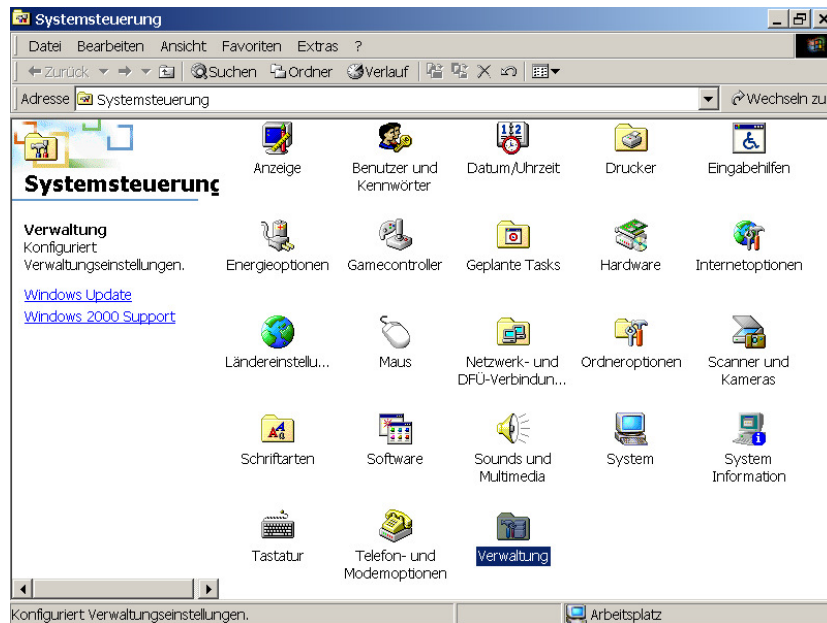 Systemsteuerung
Datei Bearbeiten Ansicht Favoriten Extras ?
Zurück Suchen Ordner Verlauf
Adresse Systemsteuerung Wechseln zu
Systemsteuerung
Verwaltung
Konfiguriert
Verwaltungseinstellungen.
Windows Update
Windows 2000 Support
Anzeige
Benutzer und
Kennwörter
Datum/Uhrzeit
Drucker
Eingabehilfen
Energieoptionen
Gamecontroller
Geplante Tasks
Hardware
Internetoptionen
Ländereinstellu...
Maus
Netzwerk- und
DFÜ-Verbindun...
Ordneroptionen
Scanner und
Kameras
Schriftarten
Software
Sounds und
Multimedia
System
System
Information
Tastatur
Telefon- und
Modemoptionen
Verwaltung
Konfiguriert Verwaltungseinstellungen. Arbeitsplatz